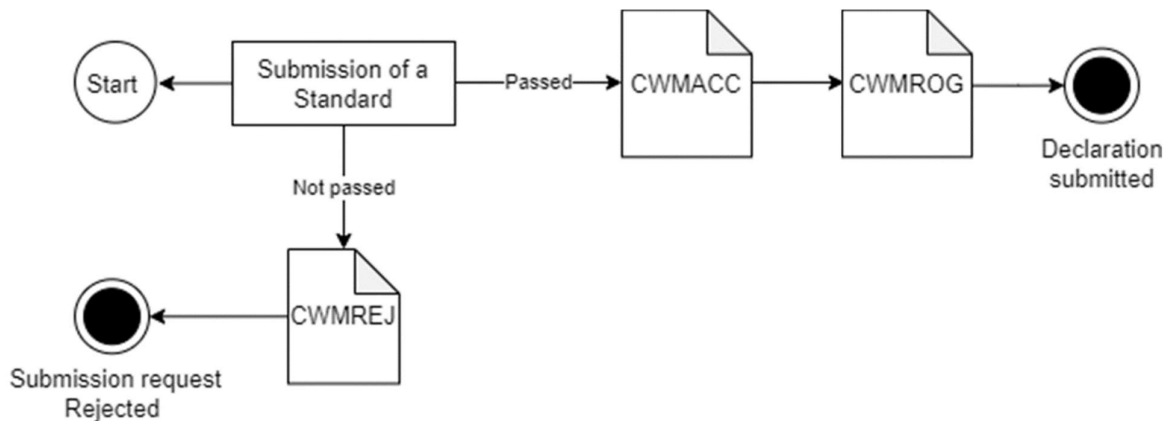 Start
Submission of a
Standard
Passed
CWMACC
CWMROG
Declaration
submitted
Not passed
CWMREJ
Submission request
Rejected